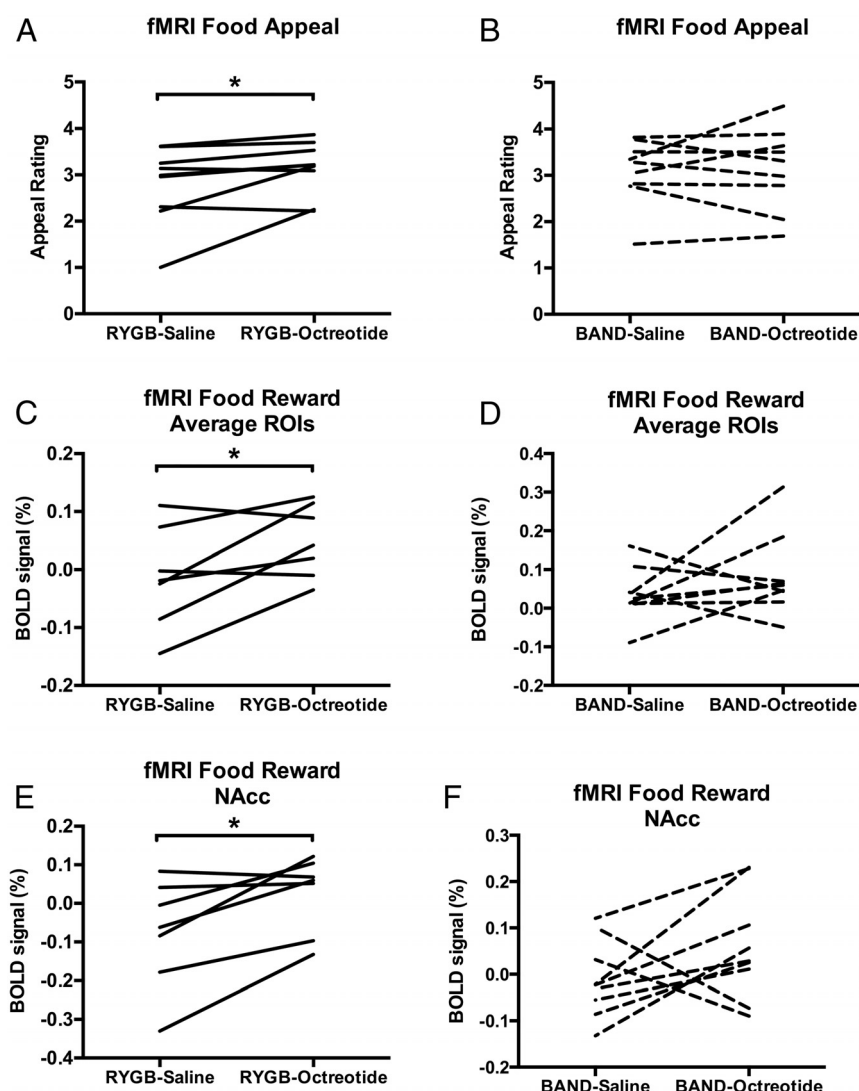 A
fMRI Food Appeal
*
5
4
3
2
1
0
Appeal Rating
RYGB-Saline RYGB-Octreotide
B
fMRI Food Appeal
5
4
3
2
1
0
Appeal Rating
BAND-Saline BAND-Octreotide
C
fMRI Food Reward
Average ROIs
*
0.2
0.1
0.0
-0.1
-0.2
BOLD signal (%)
RYGB-Saline RYGB-Octreotide
D
fMRI Food Reward
Average ROIs
0.4
0.3
0.2
0.1
0.0
-0.1
-0.2
BOLD signal (%)
BAND-Saline BAND-Octreotide
E
fMRI Food Reward
NAcc
*
0.2
0.1
0.0
-0.1
-0.2
-0.3
-0.4
BOLD signal (%)
RYGB-Saline RYGB-Octreotide
F
fMRI Food Reward
NAcc
0.3
0.2
0.1
0.0
-0.1
-0.2
BOLD signal (%)
BAND-Saline BAND-Octreotide